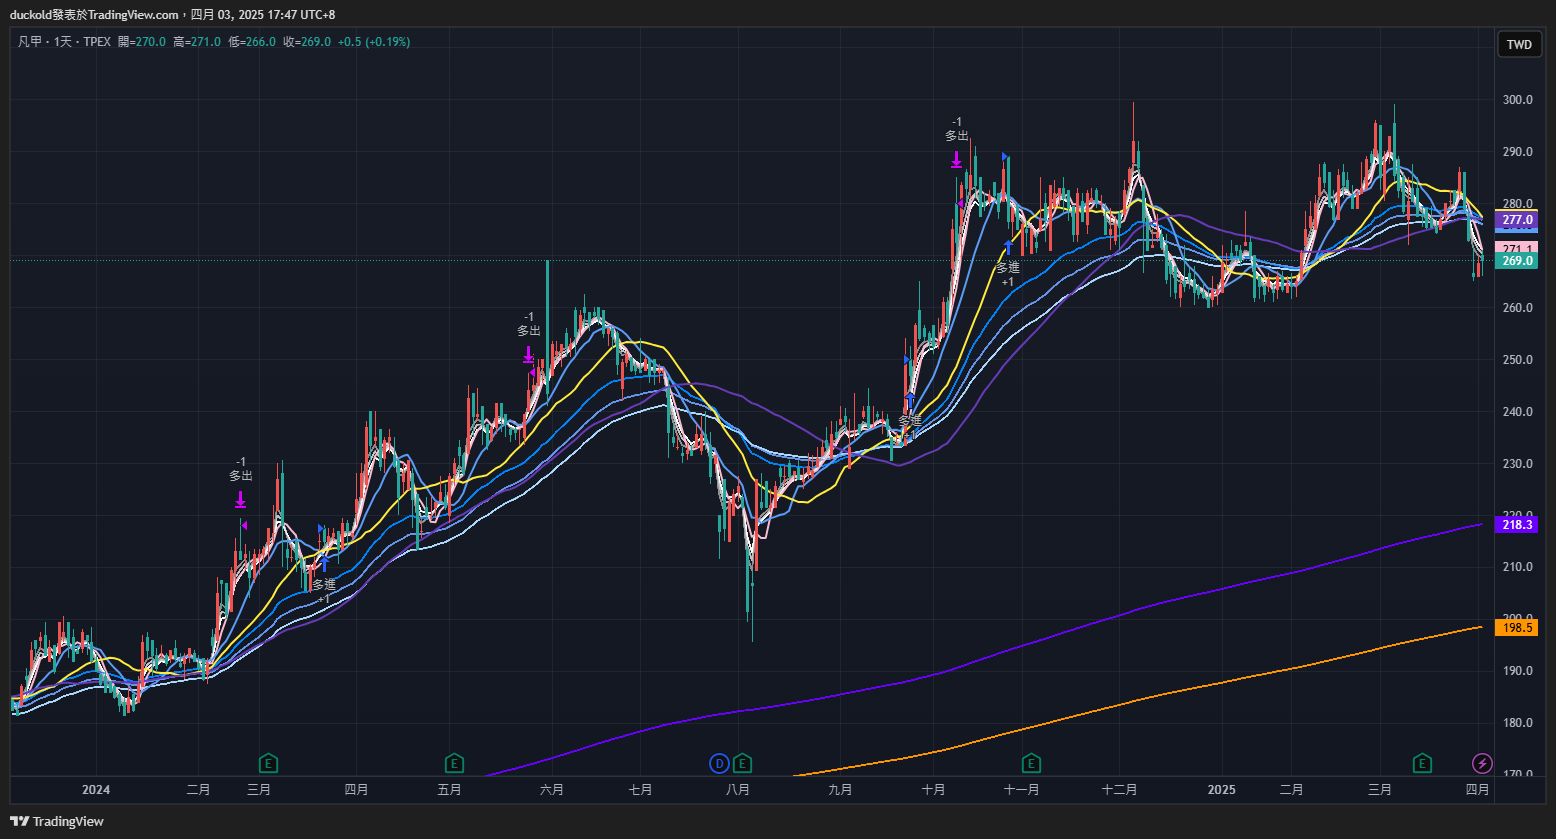 duckold發表於TradingView.com，四月 03, 2025 17:47 UTC+8
凡甲 · 1天 · TPEX 開=270.0 高=271.0 低=266.0 收=269.0 +0.5 (+0.19%)
TWD
300.0
-1
多出
290.0
280.0
277.0
271.1
269.0
多進
+1
260.0
-1
多出
250.0
240.0
多進
230.0
-1
多出
220.0
218.3
210.0
多進
+1
200.0
198.5
190.0
180.0
E
E
D
E
E
E
170.0
2024 二月 三月 四月 五月 六月 七月 八月 九月 十月 十一月 十二月 2025 二月 三月 四月
TradingView